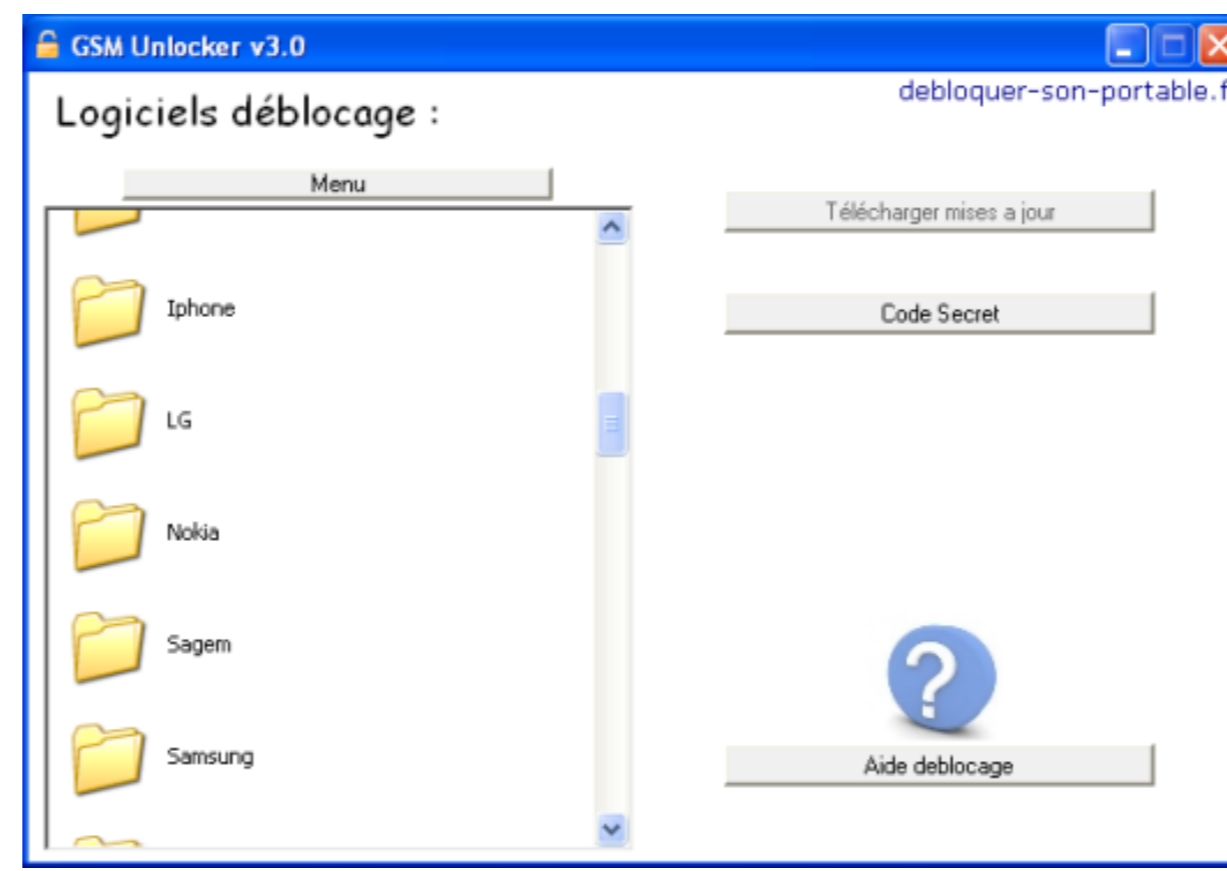 GSM Unlocker v3.0
debloquer-son-portable.f
Logiciels déblocage :
Menu
Iphone
LG
Nokia
Sagem
Samsung
Télécharger mises a jour
Code Secret
?
Aide deblocage